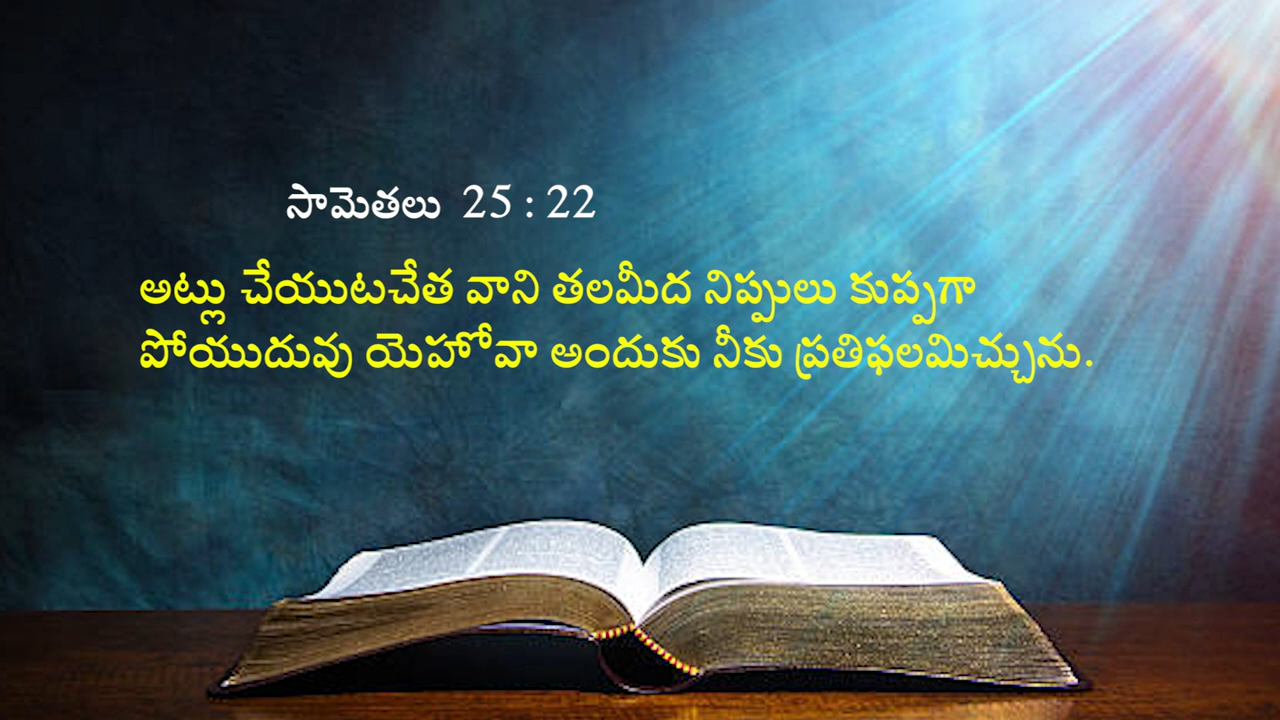 సామెతలు 25 : 22
అట్లు చేయుటచేత వాని తలమీద నిప్పులు కుప్పగా
పోయుదువు యెహోవా అందుకు నీకు ప్రతిఫలమిచ్చును.